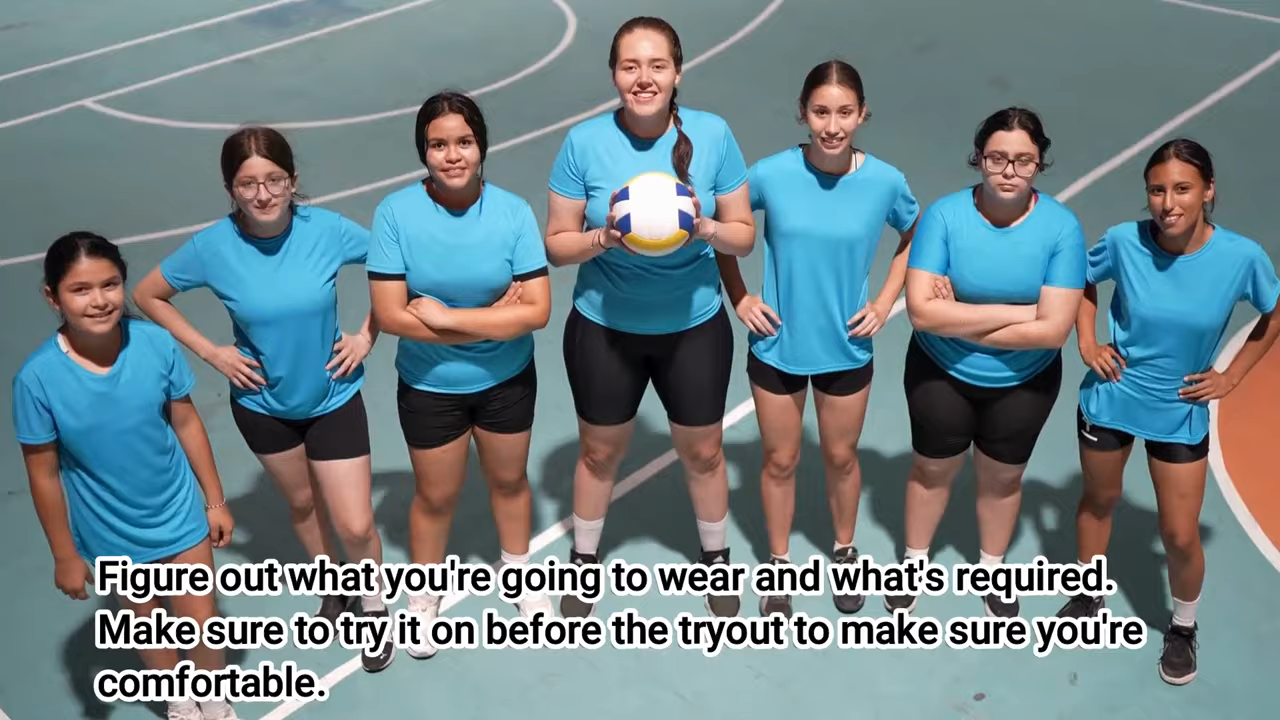 Figure out what you're going to wear and what's required.
Make sure to try it on before the tryout to make sure you're
comfortable.